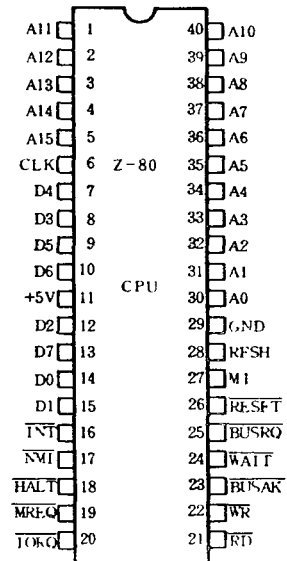 A11 1 40 A10
A12 2 39 A9
A13 3 38 A8
A14 4 37 A7
A15 5 36 A6
CLK 6 Z-80 35 A5
D4 7 34 A4
D3 8 33 A3
D5 9 32 A2
D6 10 31 A1
+5V 11 CPU 30 A0
D2 12 29 GND
D7 13 28 RFSH
D0 14 27 M1
D1 15 26 RESET
INT 16 25 BUSRQ
NMI 17 24 WAIT
HALT 18 23 BUSAK
MREQ 19 22 WR
IORQ 20 21 RD